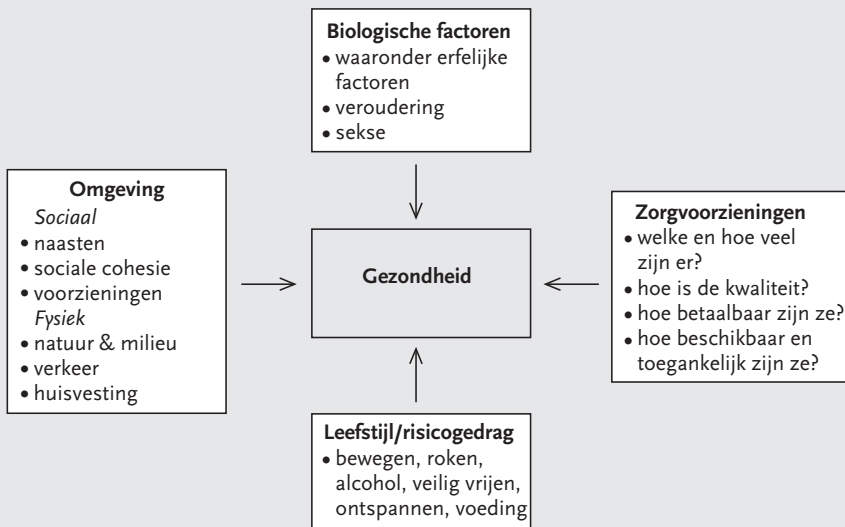 Biologische factoren
• waaronder erfelijke
factoren
• veroudering
• sekse
Omgeving
Sociaal
• naasten
• sociale cohesie
• voorzieningen
Fysiek
• natuur & milieu
• verkeer
• huisvesting
Gezondheid
Zorgvoorzieningen
• welke en hoe veel
zijn er?
• hoe is de kwaliteit?
• hoe betaalbaar zijn ze?
• hoe beschikbaar en
toegankelijk zijn ze?
Leefstijl/risicogedrag
• bewegen, roken,
alcohol, veilig vrijen,
ontspannen, voeding